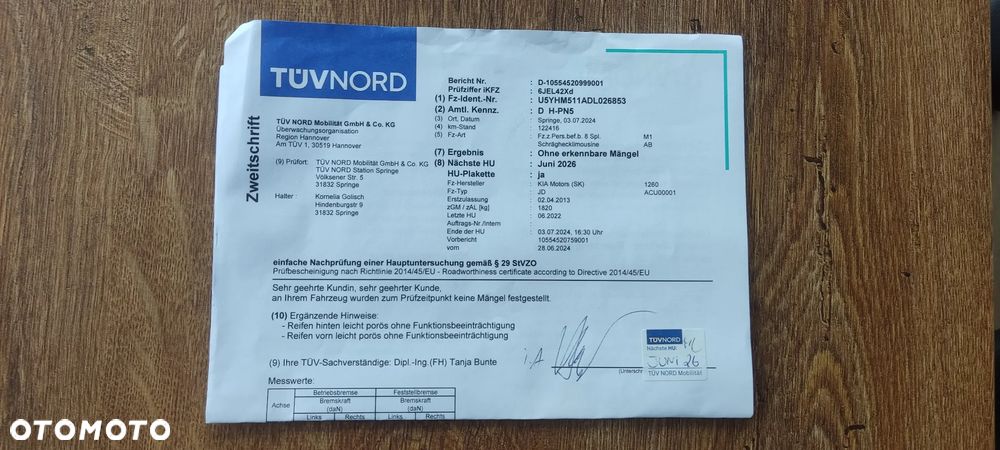 TÜVNORD
Zweitschrift
TÜV NORD Mobilität GmbH & Co. KG
Überwachungsorganisation
Region Hannover
Am TÜV 1, 30519 Hannover
(9) Prüfort: TÜV NORD Mobilität GmbH & Co. KG
TÜV NORD Station Springe
Völksener Str. 5
31832 Springe
Halter : Kornelia Golisch
Hindenburgstr 9
31832 Springe
Bericht Nr. : D-10554520999001
Prüfziffer iKFZ : 6JEL42Xd
(1) Fz-Ident.-Nr. : U5YHM511ADL026853
(2) Amtl. Kennz. : D H-PN5
(3) Ort, Datum : Springe, 03.07.2024
(4) km-Stand : 122416
(5) Fz-Art : Fz.z.Pers.bef.b. 8 Spl. M1
Schräghecklimousine AB
(7) Ergebnis : Ohne erkennbare Mängel
(8) Nächste HU : Juni 2026
HU-Plakette : ja
Fz-Hersteller : KIA Motors (SK) 1260
Fz-Typ : JD ACU00001
Erstzulassung : 02.04.2013
zGM / zAL [kg] : 1820
Letzte HU : 06.2022
Auftrags-Nr./Intern :
Ende der HU : 03.07.2024, 16:30 Uhr
Vorbericht : 10554520759001
vom : 28.06.2024
einfache Nachprüfung einer Hauptuntersuchung gemäß § 29 StVZO
Prüfbescheinigung nach Richtlinie 2014/45/EU - Roadworthiness certificate according to Directive 2014/45/EU
Sehr geehrte Kundin, sehr geehrter Kunde,
an Ihrem Fahrzeug wurden zum Prüfzeitpunkt keine Mängel festgestellt.
(10) Ergänzende Hinweise:
- Reifen hinten leicht porös ohne Funktionsbeeinträchtigung
- Reifen vorn leicht porös ohne Funktionsbeeinträchtigung
(9) Ihre TÜV-Sachverständige: Dipl.-Ing.(FH) Tanja Bunte
i.A
(Unterschr
TÜVNORD
Nächste HU:
JUNI 26
TÜV NORD Mobilität
Messwerte:
Achse
Betriebsbremse Feststellbremse
Bremskraft Bremskraft
(daN) (daN)
Links Rechts Links Rechts
OTOMOTO